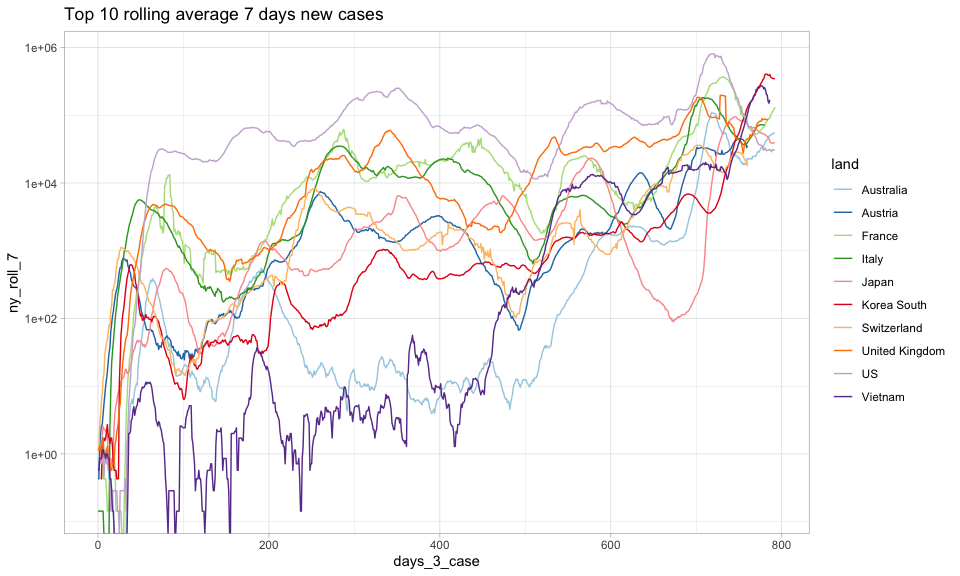 Top 10 rolling average 7 days new cases
1e+06
1e+04
1e+02
1e+00
ny_roll_7
0
200
400
600
800
days_3_case
land
Australia
Austria
France
Italy
Japan
Korea South
Switzerland
United Kingdom
US
Vietnam